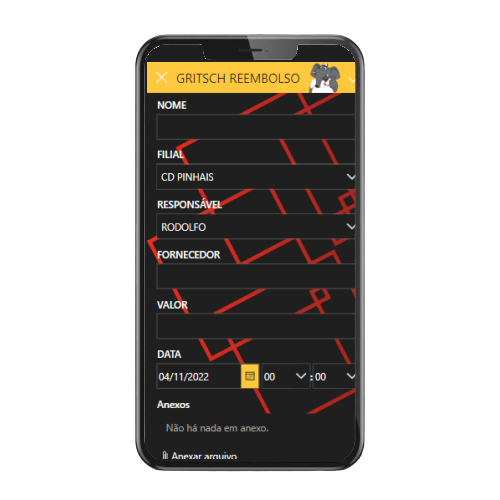 GRITSCH REEMBOLSO
NOME
FILIAL
CD PINHAIS
RESPONSÁVEL
RODOLFO
FORNECEDOR
VALOR
DATA
04/11/2022 00 : 00
Anexos
Não há nada em anexo.
Anexar arquivo